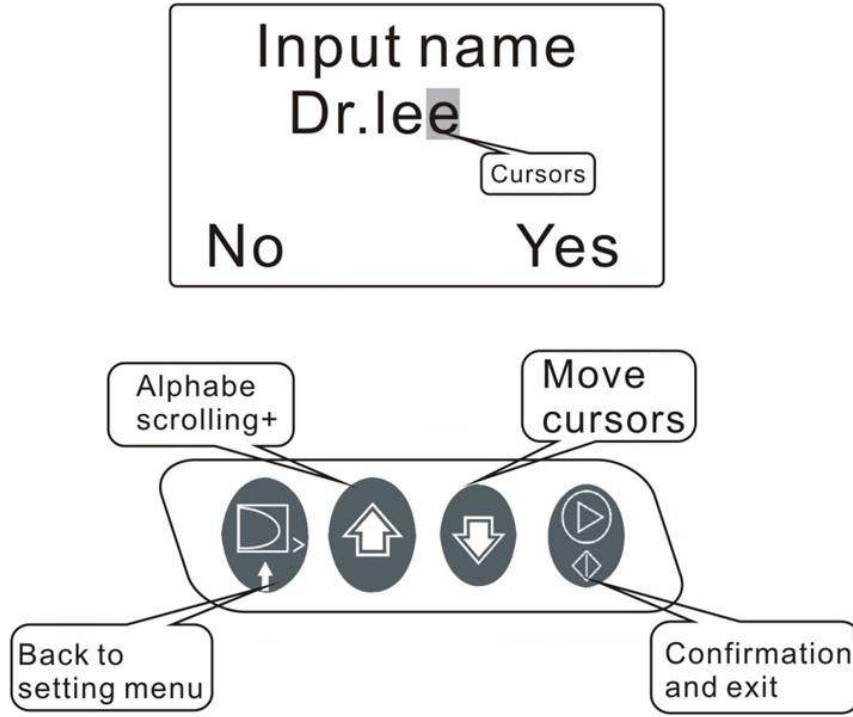 Input name
Dr.lee
Cursors
No Yes
Alphabe
scrolling+
Move
cursors
Back to
setting menu
Confirmation
and exit